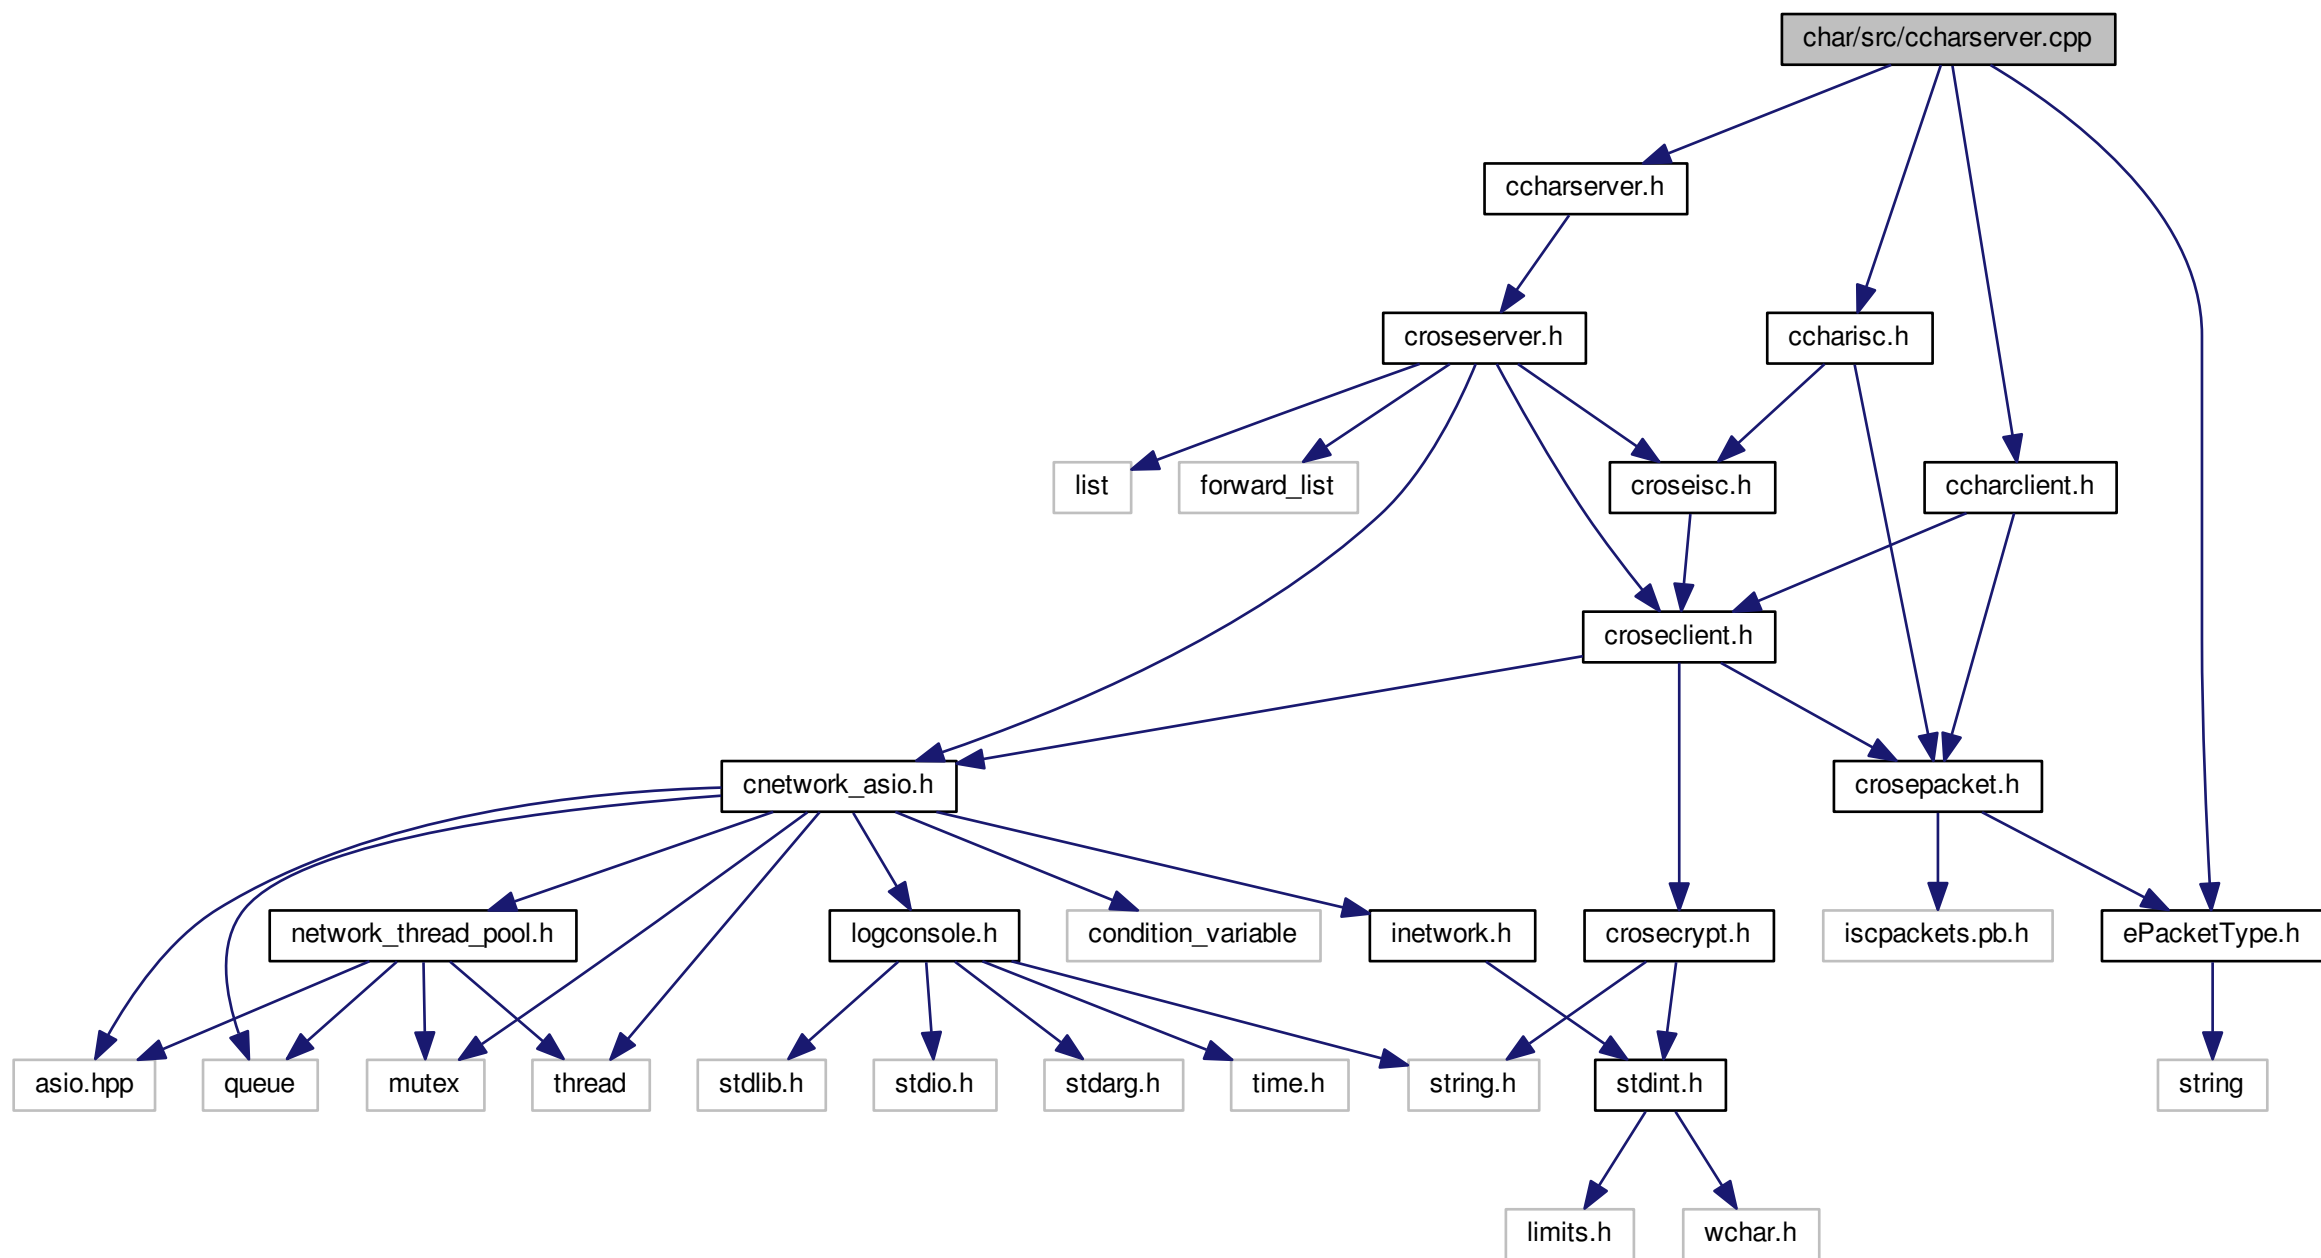 char/src/ccharserver.cpp
ccharserver.h
croseserver.h
ccharisc.h
list
forward_list
croseisc.h
ccharclient.h
croseclient.h
cnetwork_asio.h
crosepacket.h
network_thread_pool.h
logconsole.h
condition_variable
inetwork.h
crosecrypt.h
iscpackets.pb.h
ePacketType.h
asio.hpp
queue
mutex
thread
stdlib.h
stdio.h
stdarg.h
time.h
string.h
stdint.h
string
limits.h
wchar.h